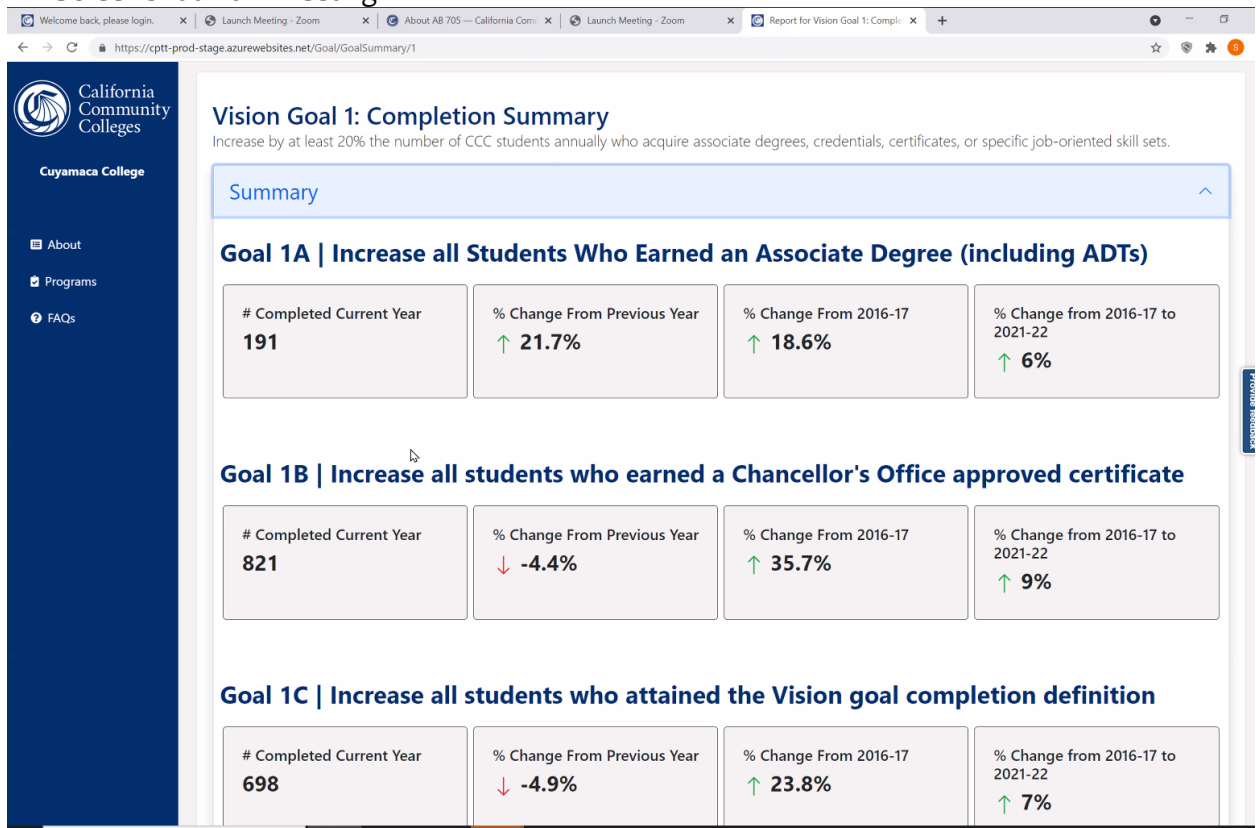 Welcome back, please login.
Launch Meeting - Zoom
About AB 705 — California Com
Launch Meeting - Zoom
Report for Vision Goal 1: Comple
https://cptt-prod-stage.azurewebsites.net/Goal/GoalSummary/1
S
California
Community
Colleges
Cuyamaca College
About
Programs
FAQs
Vision Goal 1: Completion Summary
Increase by at least 20% the number of CCC students annually who acquire associate degrees, credentials, certificates, or specific job-oriented skill sets.
Summary
Goal 1A | Increase all Students Who Earned an Associate Degree (including ADTs)
# Completed Current Year
191
% Change From Previous Year
↑ 21.7%
% Change From 2016-17
↑ 18.6%
% Change from 2016-17 to
2021-22
↑ 6%
Provide feedback
Goal 1B | Increase all students who earned a Chancellor's Office approved certificate
# Completed Current Year
821
% Change From Previous Year
↓ -4.4%
% Change From 2016-17
↑ 35.7%
% Change from 2016-17 to
2021-22
↑ 9%
Goal 1C | Increase all students who attained the Vision goal completion definition
# Completed Current Year
698
% Change From Previous Year
↓ -4.9%
% Change From 2016-17
↑ 23.8%
% Change from 2016-17 to
2021-22
↑ 7%